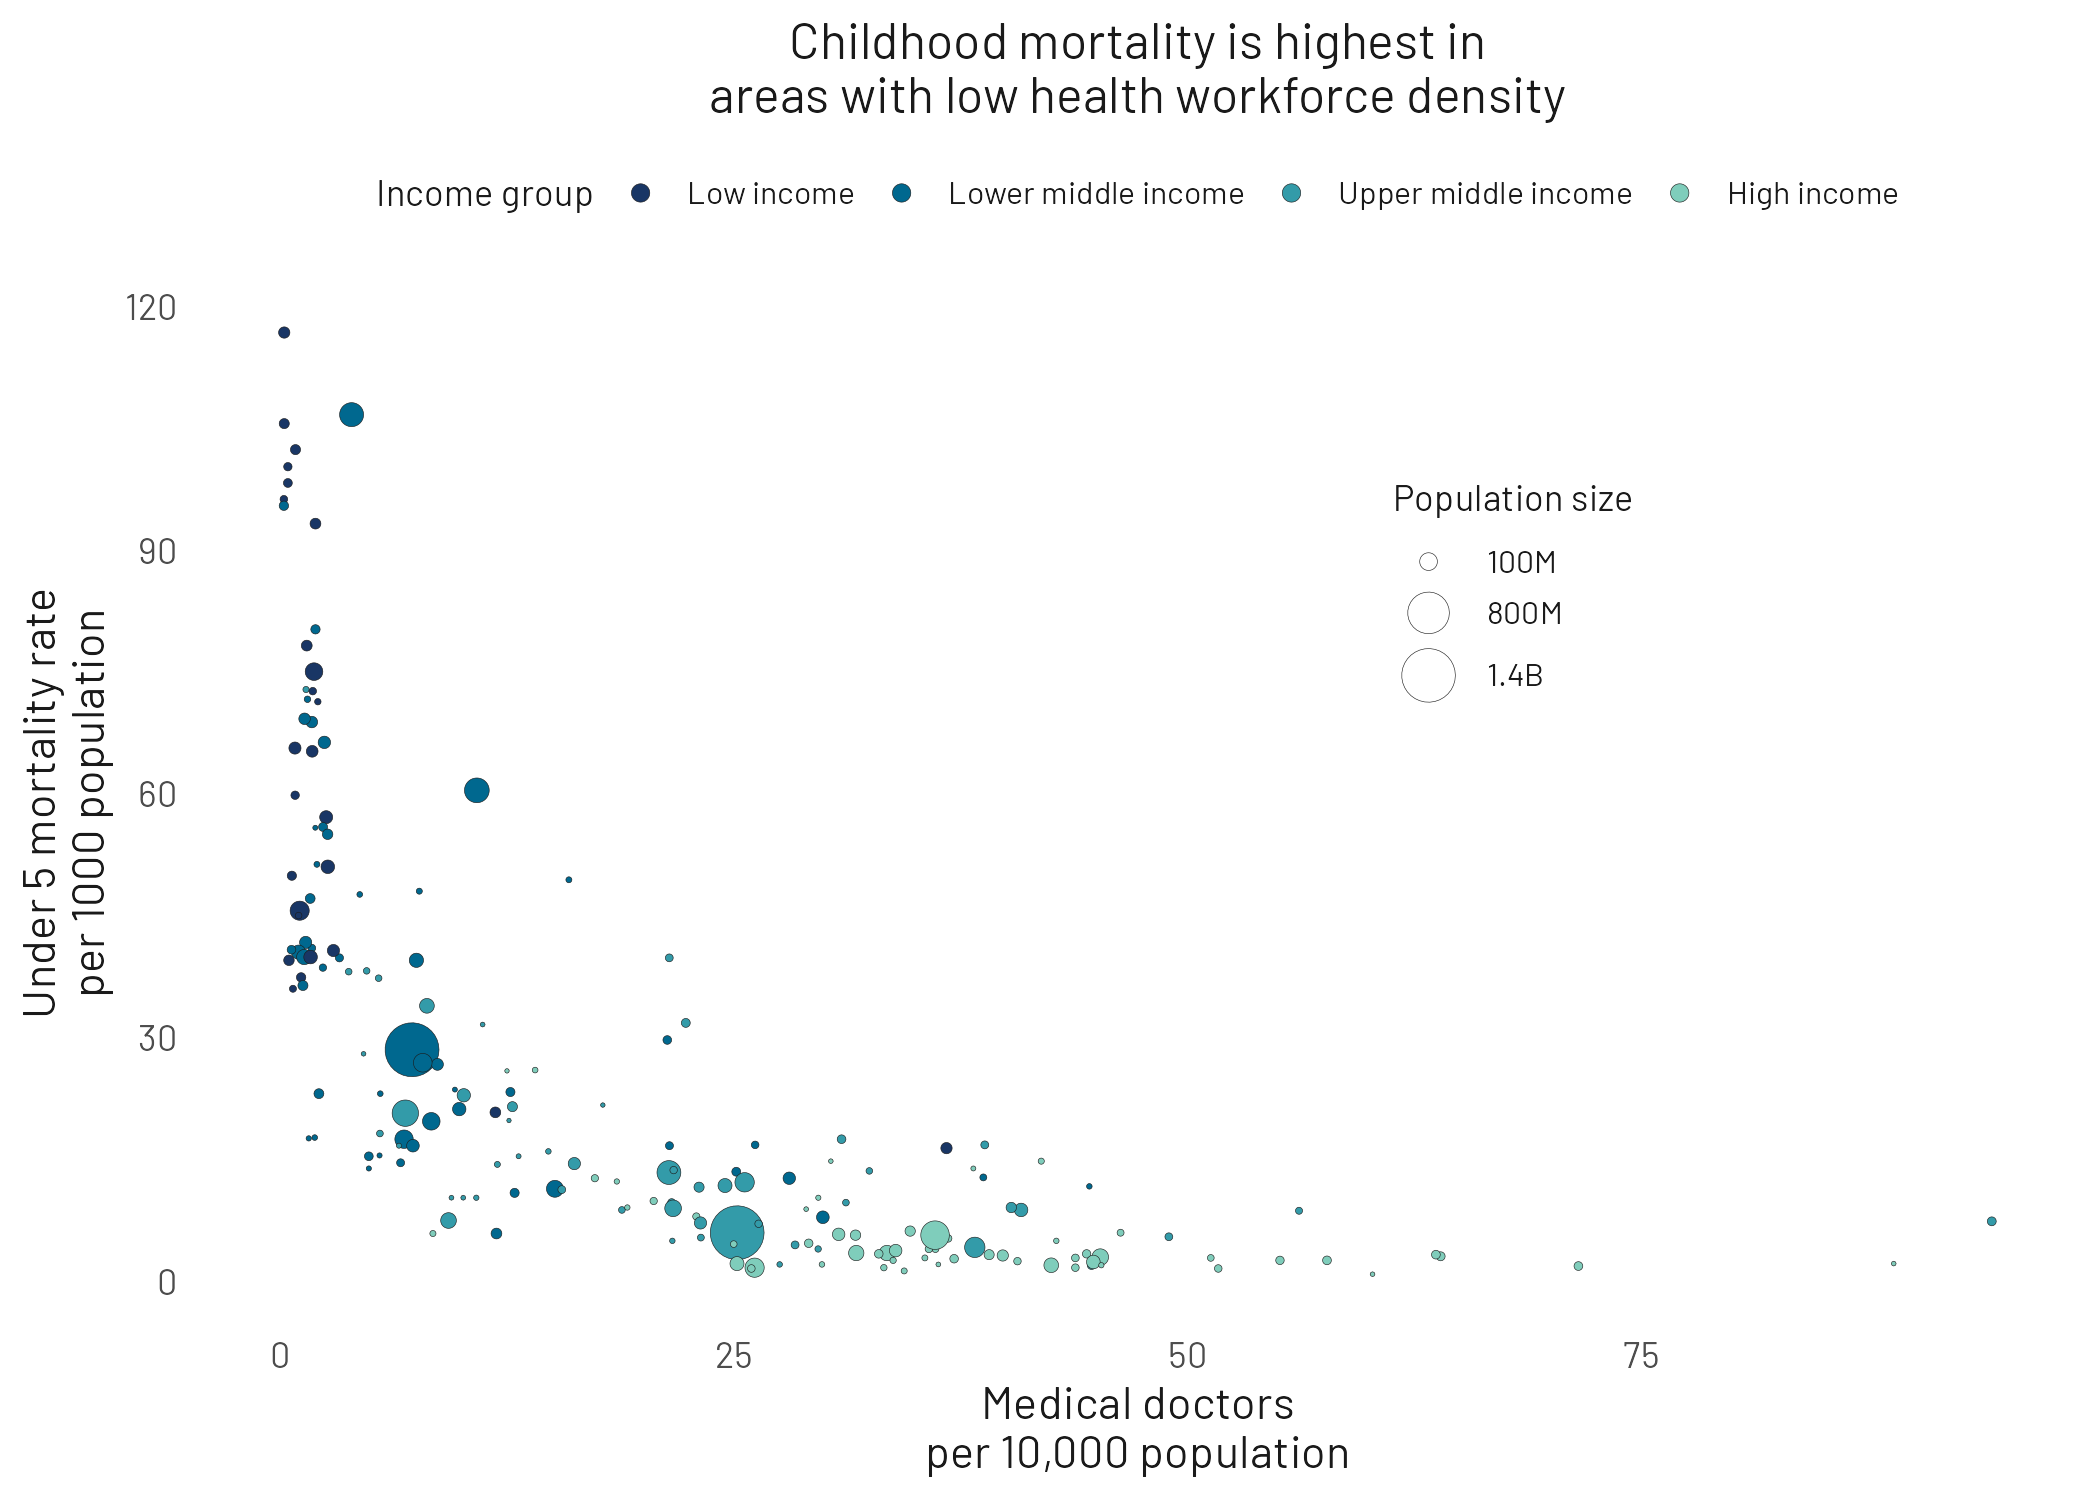 Childhood mortality is highest in
areas with low health workforce density
Income group Low income Lower middle income Upper middle income High income
120
90
60
30
0
Under 5 mortality rate
per 1000 population
Population size
100M
800M
1.4B
0 25 50 75
Medical doctors
per 10,000 population